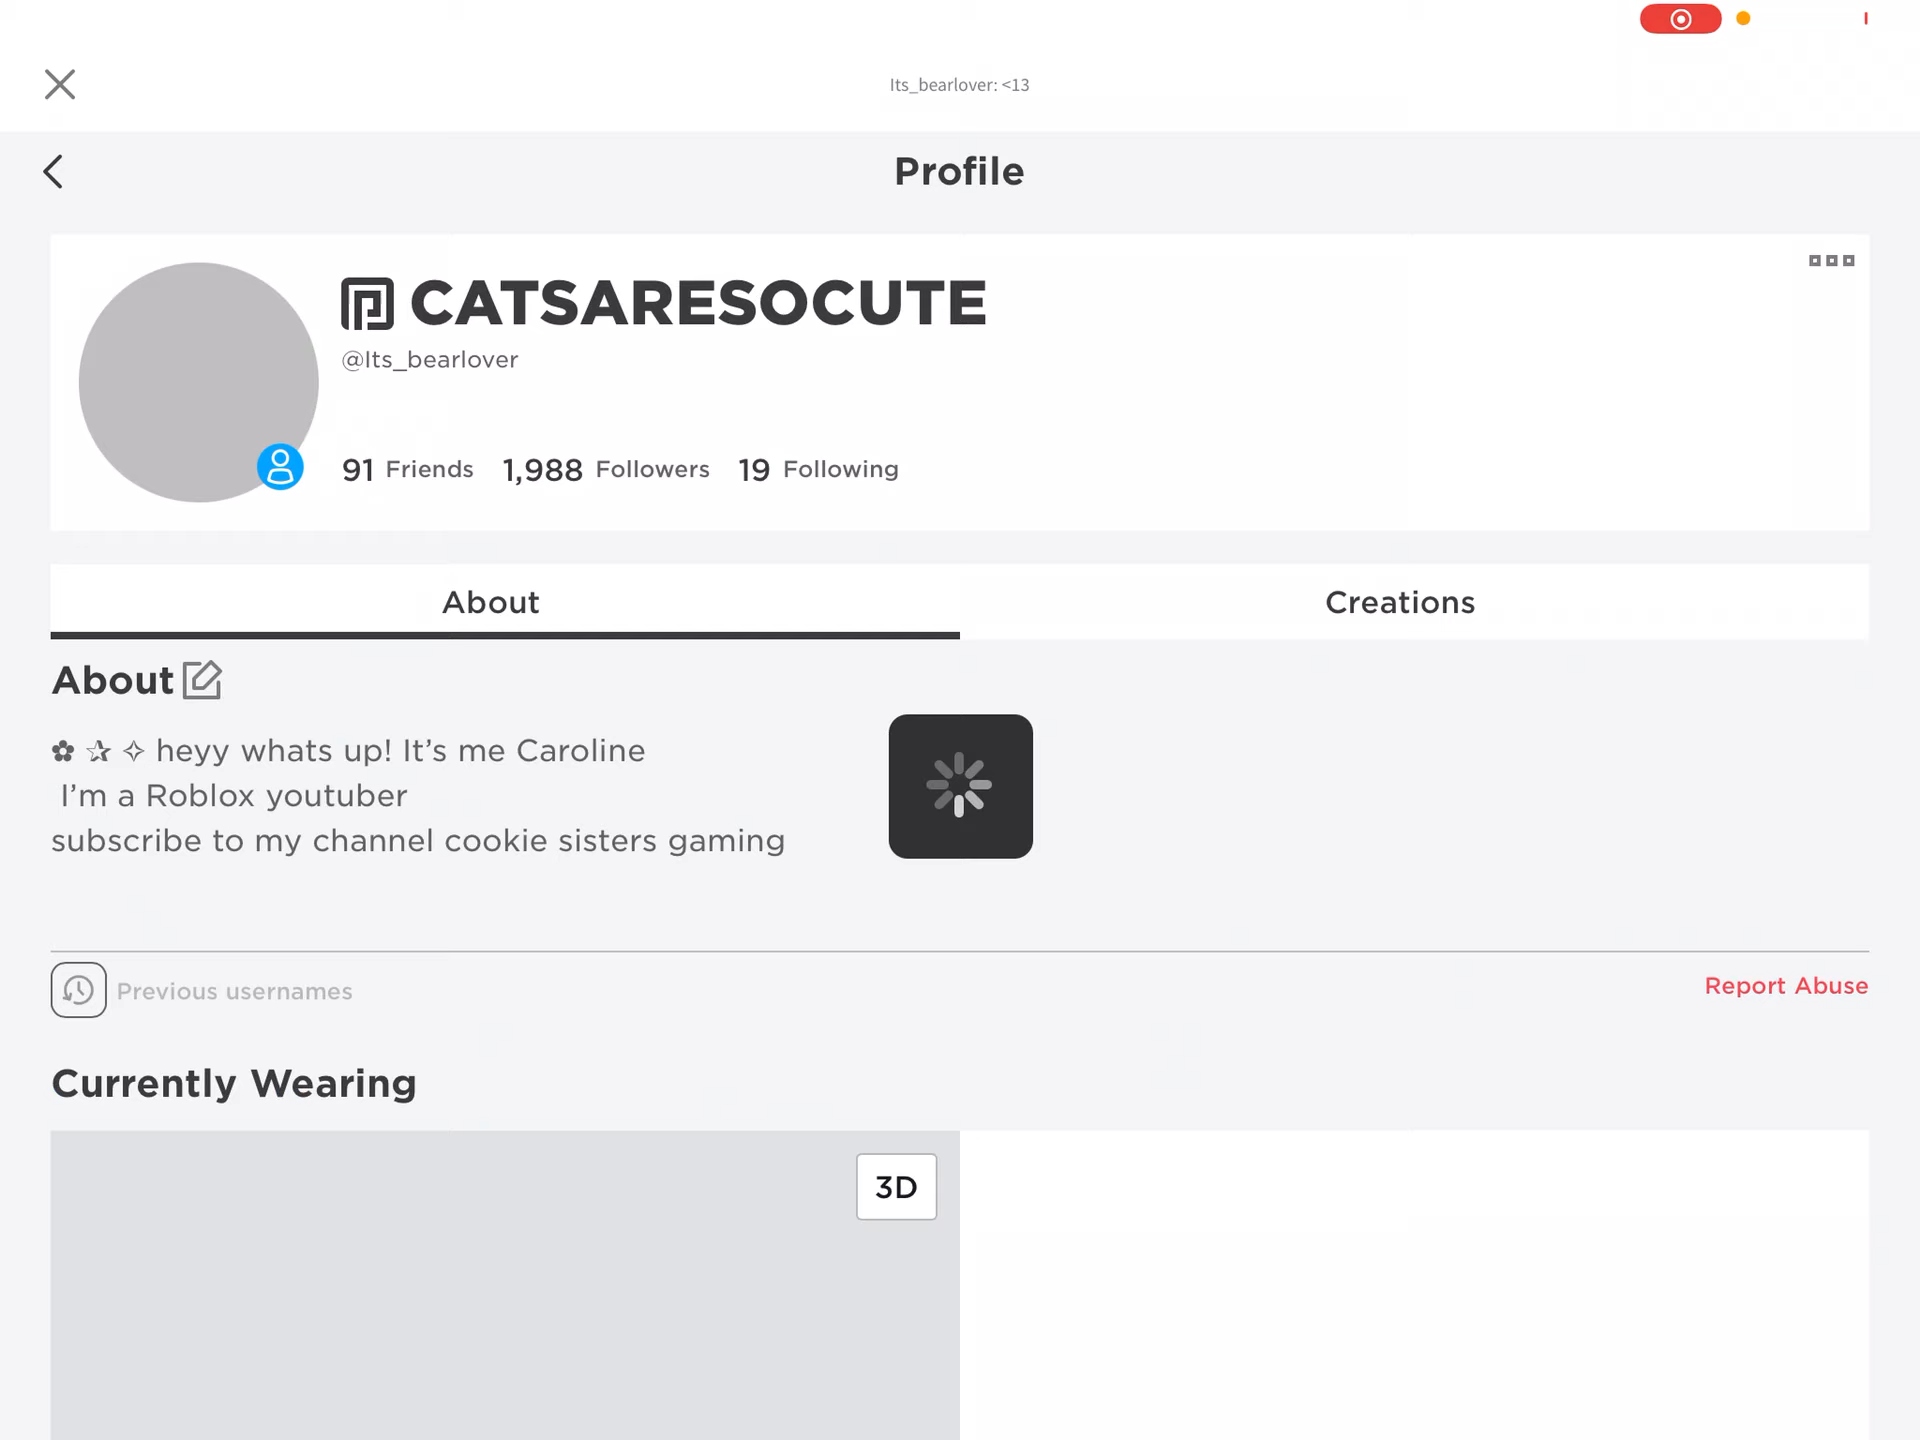 Its_bearlover: <13
Profile
CATSARESOCUTE
@Its_bearlover
91 Friends 1,988 Followers 19 Following
About Creations
About
✿ ✰ ✧ heyy whats up! It’s me Caroline
I’m a Roblox youtuber
subscribe to my channel cookie sisters gaming
Previous usernames Report Abuse
Currently Wearing
3D